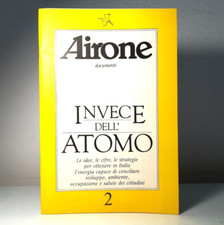 Airone
documenti
INVECE
DELL'
ATOMO
Le idee, le cifre, le strategie
per ottenere in Italia
l'energia capace di conciliare
sviluppo, ambiente,
occupazione e salute dei cittadini
2